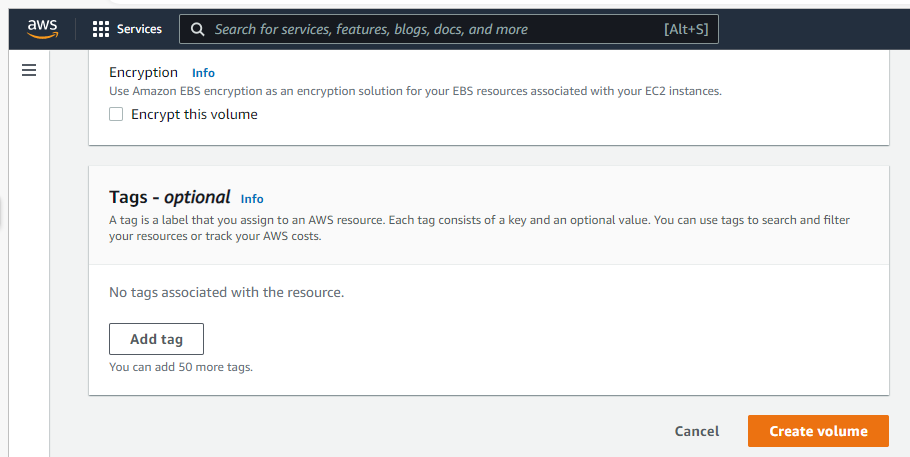 aws
Services
Search for services, features, blogs, docs, and more [Alt+S]
Encryption Info
Use Amazon EBS encryption as an encryption solution for your EBS resources associated with your EC2 instances.
Encrypt this volume
Tags - optional Info
A tag is a label that you assign to an AWS resource. Each tag consists of a key and an optional value. You can use tags to search and filter
your resources or track your AWS costs.
No tags associated with the resource.
Add tag
You can add 50 more tags.
Cancel Create volume